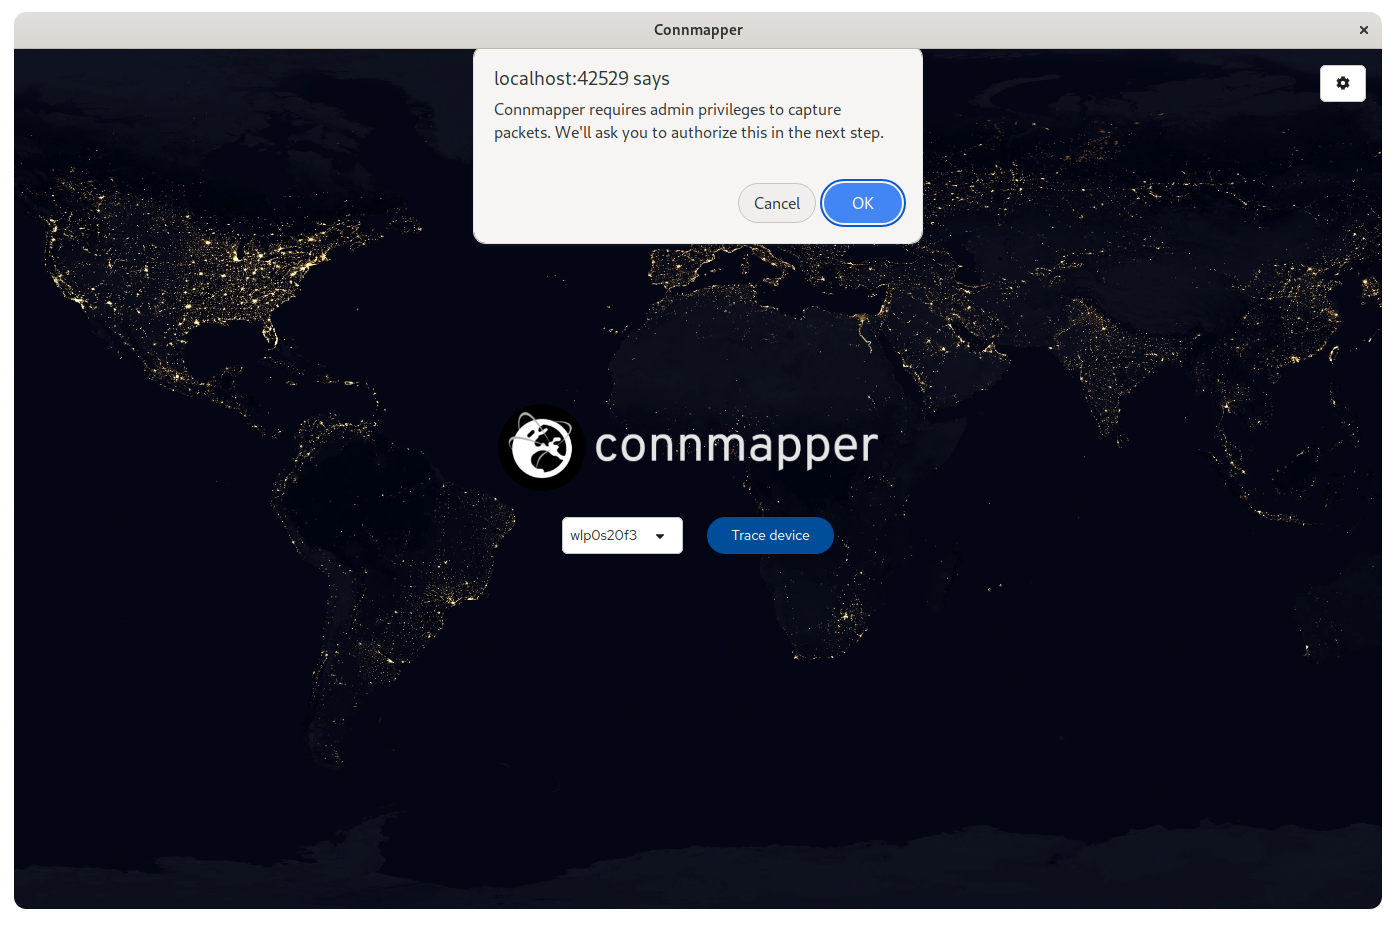 Connmapper
localhost:42529 says
Connmapper requires admin privileges to capture
packets. We'll ask you to authorize this in the next step.
Cancel
OK
connmapper
wlp0s20f3
Trace device